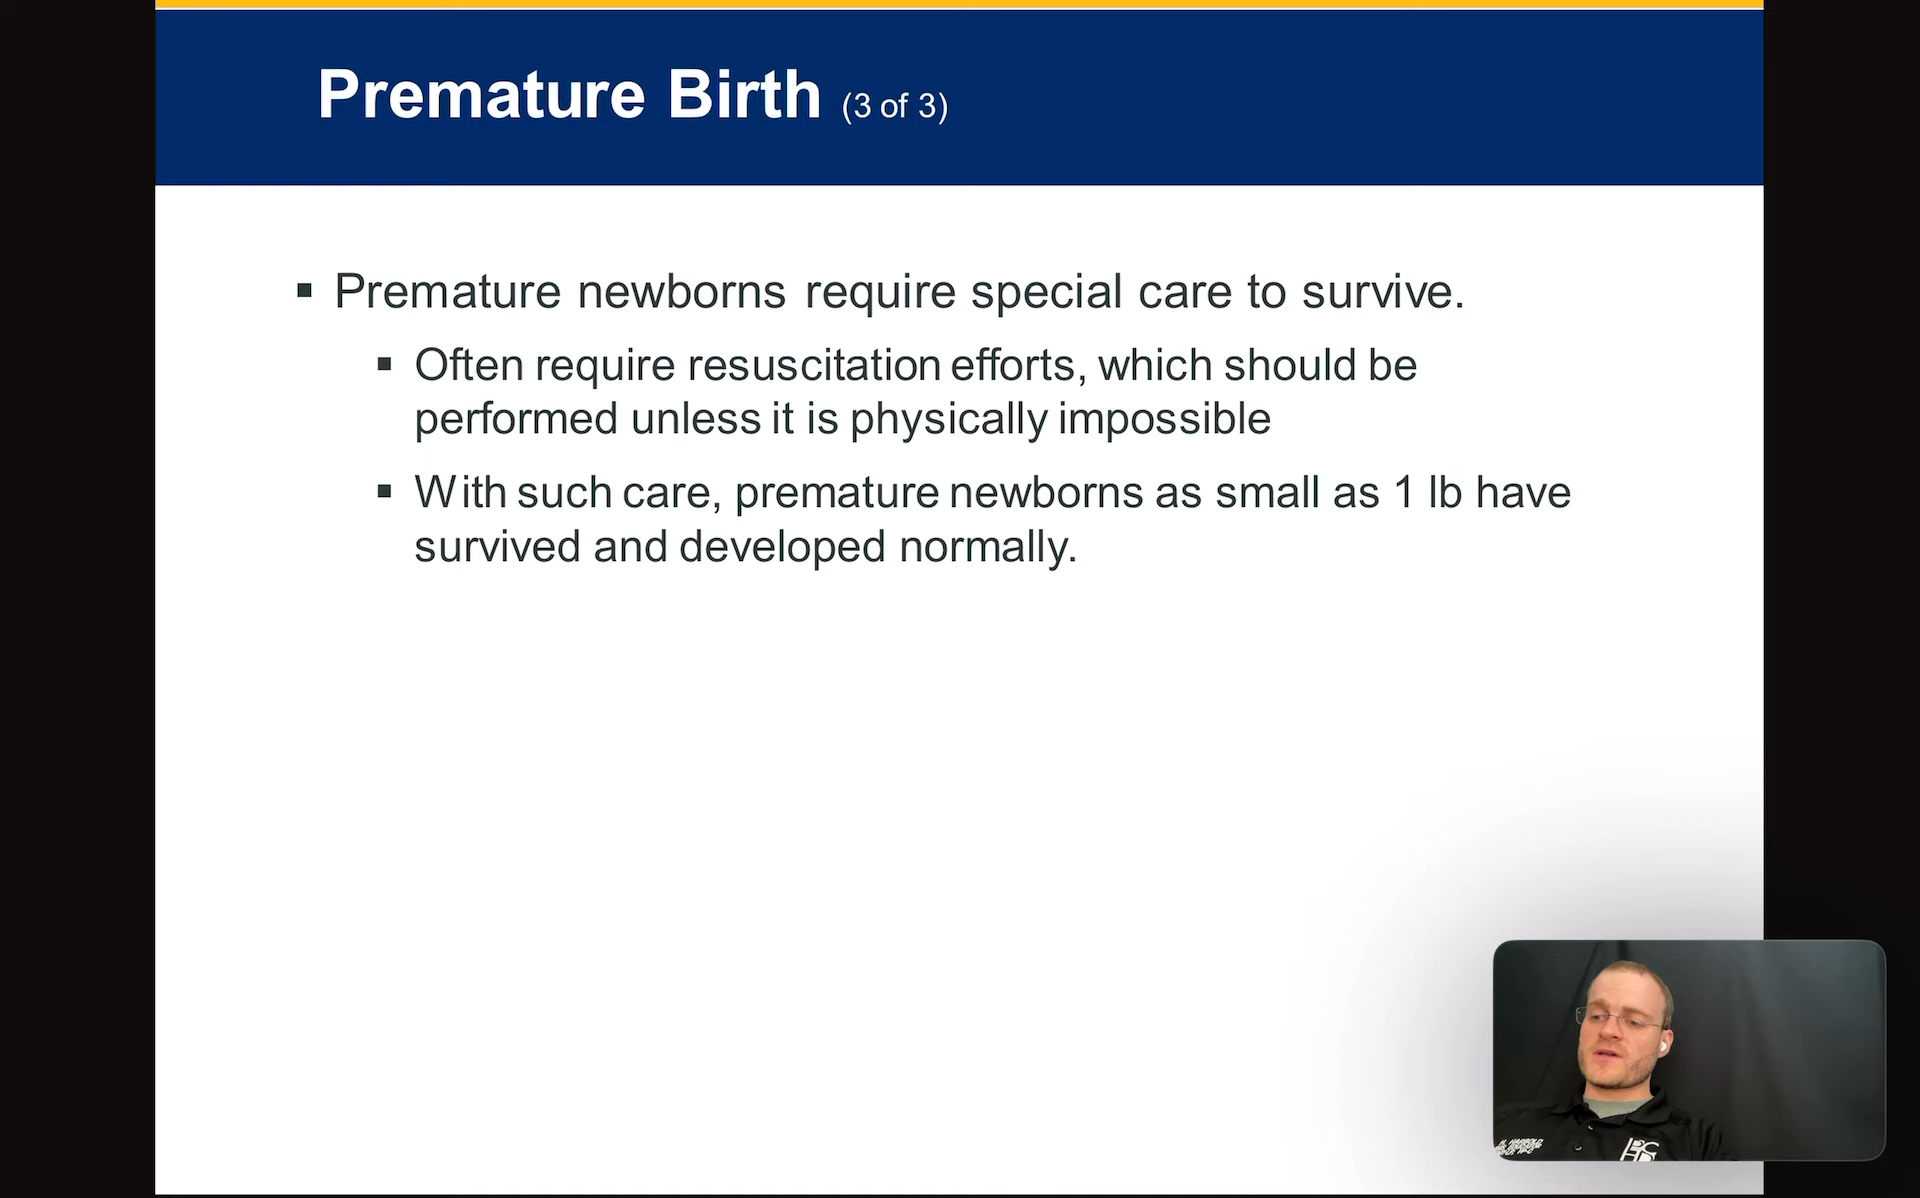 Premature Birth (3 of 3)
▪ Premature newborns require special care to survive.
▪ Often require resuscitation efforts, which should be
performed unless it is physically impossible
▪ With such care, premature newborns as small as 1 lb have
survived and developed normally.